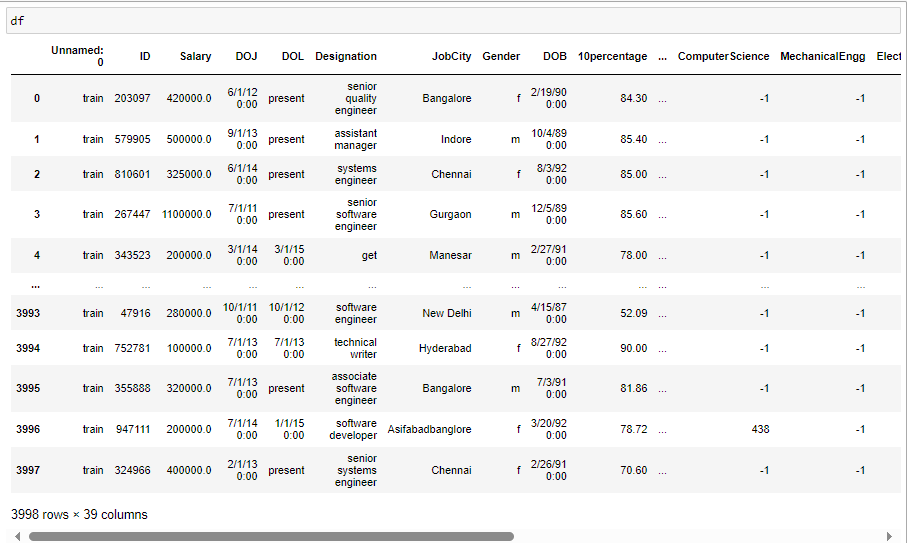 df
Unnamed: 0 ID Salary DOJ DOL Designation JobCity Gender DOB 10percentage ... ComputerScience MechanicalEngg Elect
0 train 203097 420000.0 6/1/12 0:00 present senior quality engineer Bangalore f 2/19/90 0:00 84.30 ... -1 -1
1 train 579905 500000.0 9/1/13 0:00 present assistant manager Indore m 10/4/89 0:00 85.40 ... -1 -1
2 train 810601 325000.0 6/1/14 0:00 present systems engineer Chennai f 8/3/92 0:00 85.00 ... -1 -1
3 train 267447 1100000.0 7/1/11 0:00 present senior software engineer Gurgaon m 12/5/89 0:00 85.60 ... -1 -1
4 train 343523 200000.0 3/1/14 0:00 3/1/15 0:00 get Manesar m 2/27/91 0:00 78.00 ... -1 -1
... ... ... ... ... ... ... ... ... ... ... ... ... ...
3993 train 47916 280000.0 10/1/11 0:00 10/1/12 0:00 software engineer New Delhi m 4/15/87 0:00 52.09 ... -1 -1
3994 train 752781 100000.0 7/1/13 0:00 7/1/13 0:00 technical writer Hyderabad f 8/27/92 0:00 90.00 ... -1 -1
3995 train 355888 320000.0 7/1/13 0:00 present associate software engineer Bangalore m 7/3/91 0:00 81.86 ... -1 -1
3996 train 947111 200000.0 7/1/14 0:00 1/1/15 0:00 software developer Asifabadbanglore f 3/20/92 0:00 78.72 ... 438 -1
3997 train 324966 400000.0 2/1/13 0:00 present senior systems engineer Chennai f 2/26/91 0:00 70.60 ... -1 -1
3998 rows × 39 columns